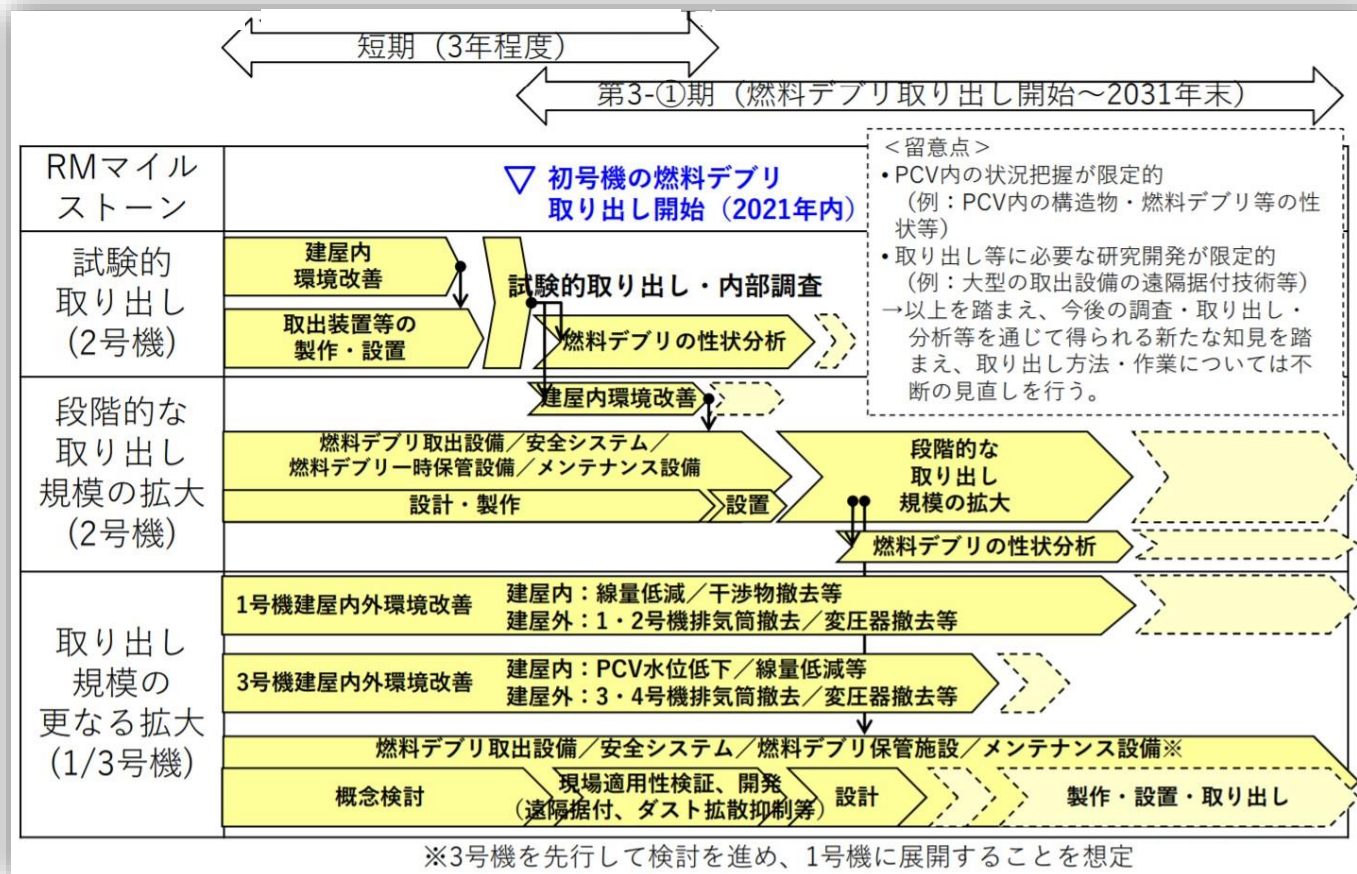 短期（3年程度）
第3-①期（燃料デブリ取り出し開始～2031年末）
RMマイル
ストーン
▽ 初号機の燃料デブリ
取り出し開始（2021年内）
＜留意点＞
•PCV内の状況把握が限定的
（例：PCV内の構造物・燃料デブリ等の性
状等）
•取り出し等に必要な研究開発が限定的
（例：大型の取出設備の遠隔据付技術等）
→以上を踏まえ、今後の調査・取り出し・
分析等を通じて得られる新たな知見を踏
まえ、取り出し方法・作業については不
断の見直しを行う。
試験的
取り出し
(2号機)
建屋内
環境改善
取出装置等の
製作・設置
試験的取り出し・内部調査
燃料デブリの性状分析
段階的な
取り出し
規模の拡大
(2号機)
建屋内環境改善
燃料デブリ取出設備／安全システム／
燃料デブリ一時保管設備／メンテナンス設備
設計・製作
設置
段階的な
取り出し
規模の拡大
燃料デブリの性状分析
取り出し
規模の
更なる拡大
(1/3号機)
1号機建屋内外環境改善
建屋内：線量低減／干渉物撤去等
建屋外：1・2号機排気筒撤去／変圧器撤去等
3号機建屋内外環境改善
建屋内：PCV水位低下／線量低減等
建屋外：3・4号機排気筒撤去／変圧器撤去等
燃料デブリ取出設備／安全システム／燃料デブリ保管施設／メンテナンス設備※
概念検討
現場適用性検証、開発
（遠隔据付、ダスト拡散抑制等）
設計
製作・設置・取り出し
※3号機を先行して検討を進め、1号機に展開することを想定